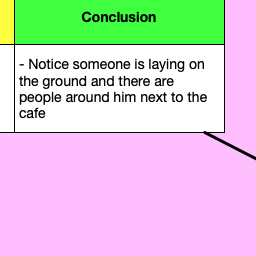 Conclusion
- Notice someone is laying on
the ground and there are
people around him next to the
cafe